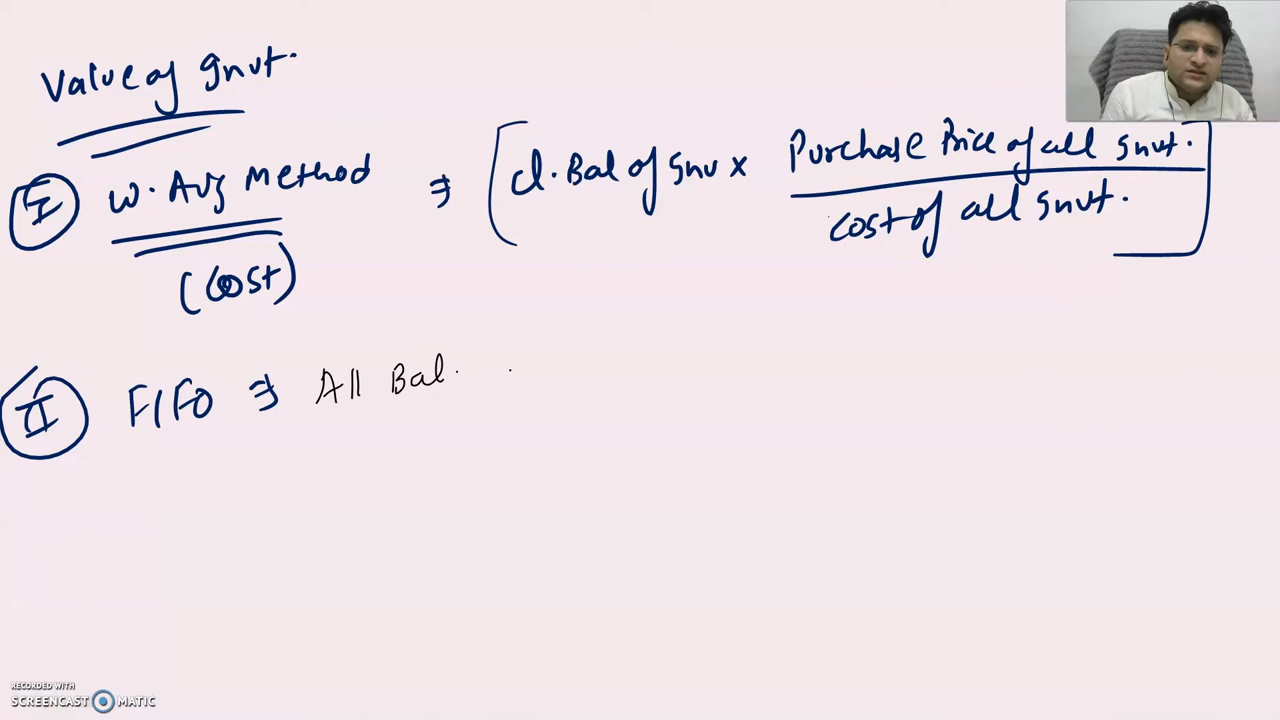 Value of Invt.
I W. Avg Method ⇒ [Cl. Bal of Inv x Purchase Price of all Invt. / Cost of all Invt.]
(Cost)
II FIFO ⇒ All Bal.
RECORDED WITH
SCREENCAST MATIC